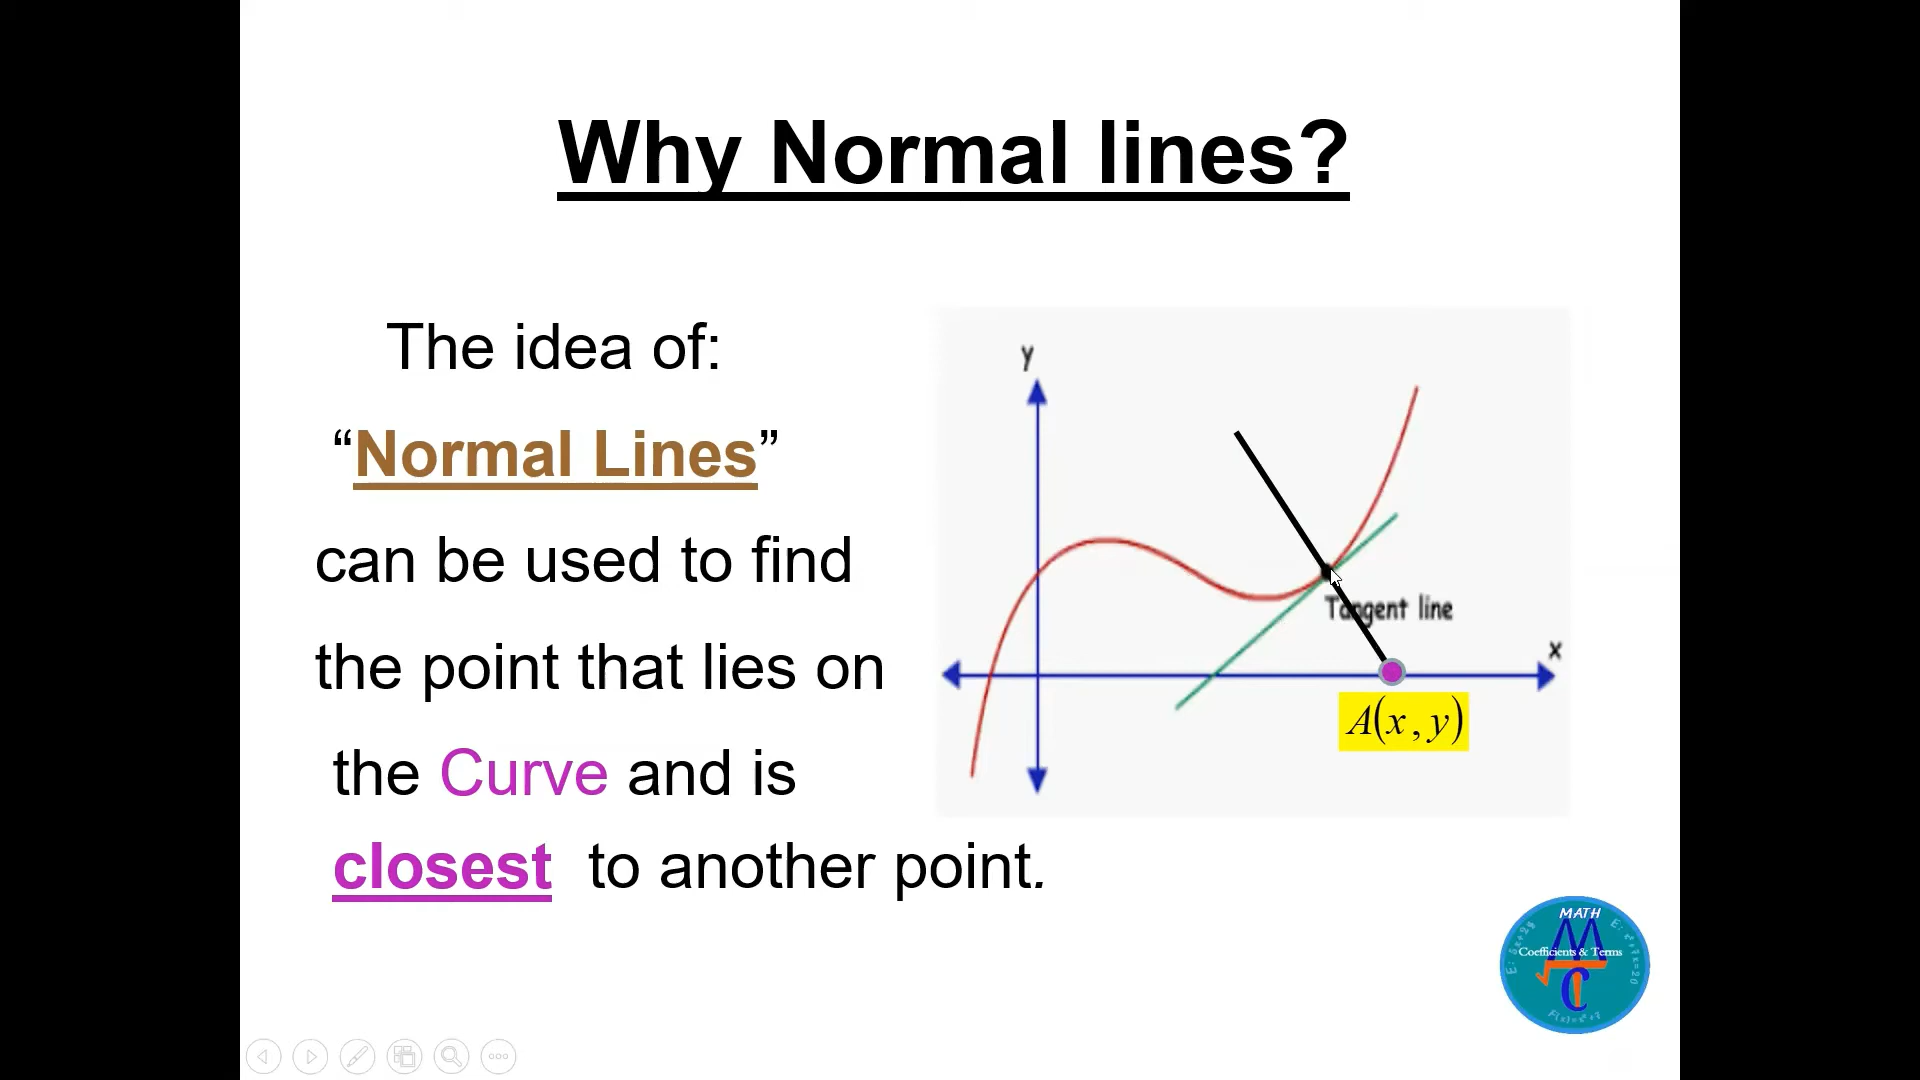 Why Normal lines?
The idea of:
“Normal Lines”
can be used to find
the point that lies on
the Curve and is
closest to another point.
y
Tangent line
x
A(x, y)
MATH
Coefficients & Terms